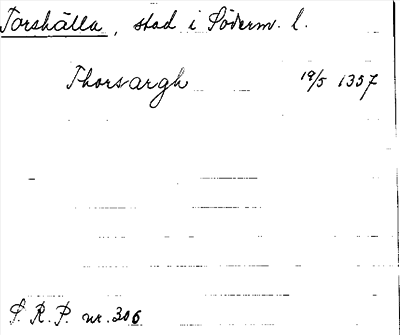 Torshälla, stad i Söderm. l.
Thorsargh 19/5 1357
S. R. P. nr. 306